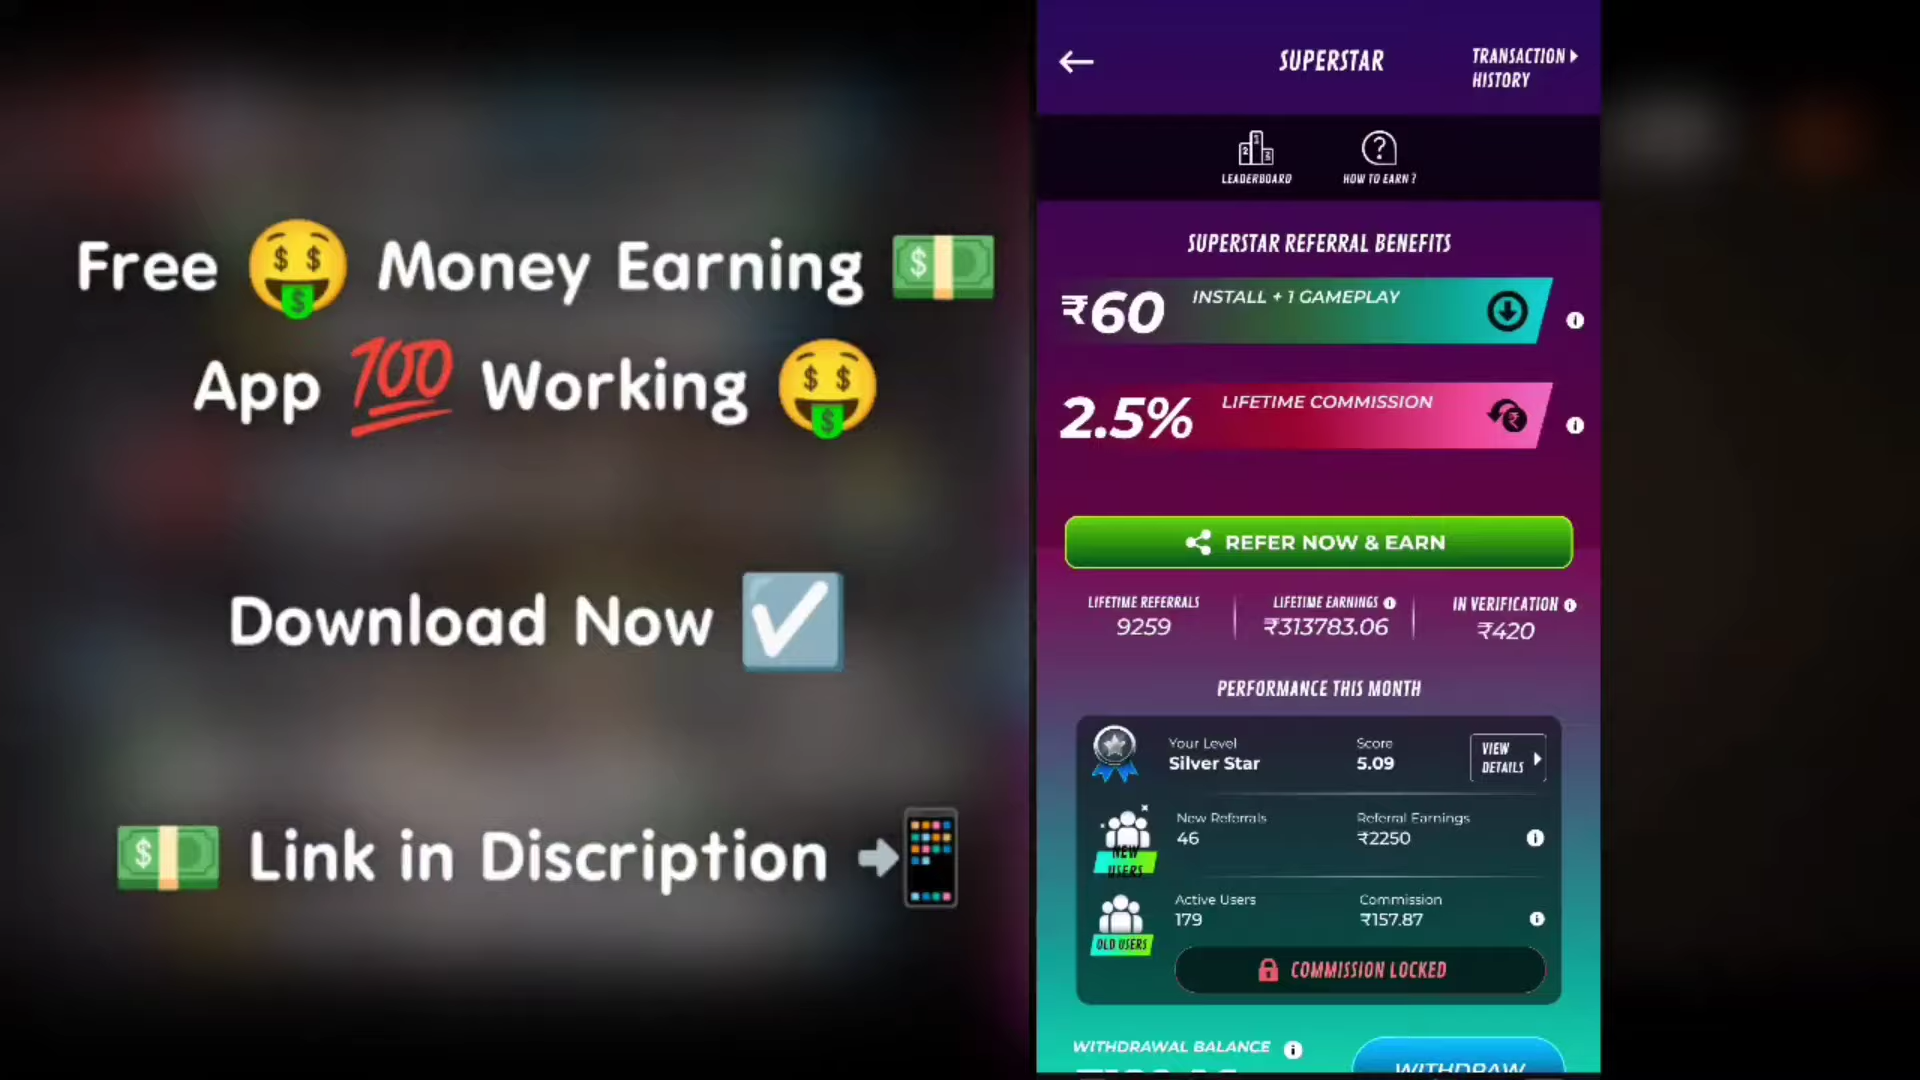 Free 🤑 Money Earning 💵
App 💯 Working 🤑
Download Now ☑️
💵 Link in Discription 📲
SUPERSTAR
TRANSACTION
HISTORY
LEADERBOARD
HOW TO EARN ?
SUPERSTAR REFERRAL BENEFITS
₹60 INSTALL + 1 GAMEPLAY
2.5% LIFETIME COMMISSION
REFER NOW & EARN
LIFETIME REFERRALS
9259
LIFETIME EARNINGS
₹313783.06
IN VERIFICATION
₹420
PERFORMANCE THIS MONTH
Your Level
Silver Star
Score
5.09
VIEW
DETAILS
NEW
USERS
New Referrals
46
Referral Earnings
₹2250
OLD USERS
Active Users
179
Commission
₹157.87
COMMISSION LOCKED
WITHDRAWAL BALANCE
WITHDRAW